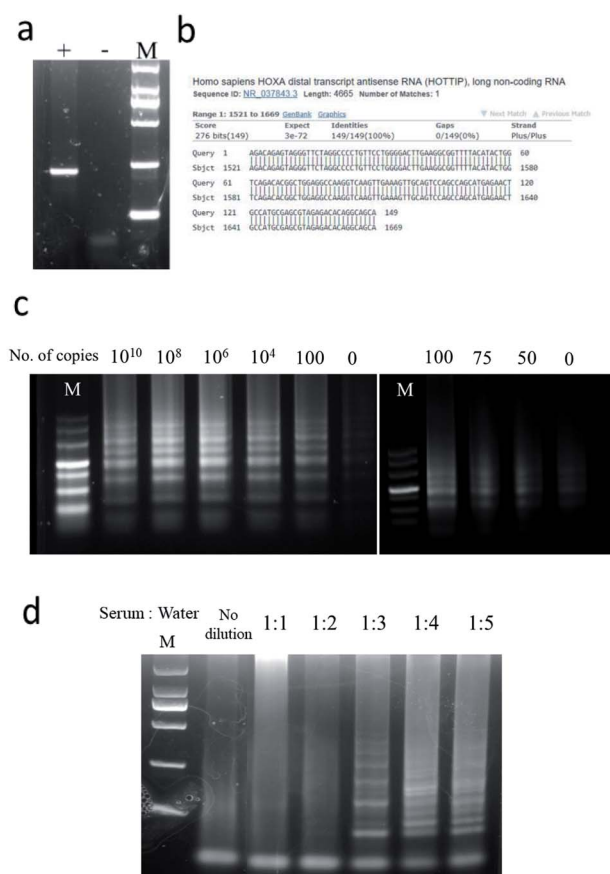 a
+ - M
b
Homo sapiens HOXA distal transcript antisense RNA (HOTTIP), long non-coding RNA
Sequence ID: NR_037843.3 Length: 4665 Number of Matches: 1
Range 1: 1521 to 1669 GenBank Graphics Next Match Previous Match
Score Expect Identities Gaps Strand
276 bits(149) 3e-72 149/149(100%) 0/149(0%) Plus/Plus
Query 1 AGACAGAGTAGGGTTCTAGGCCCCTGTTCCTGGGGACTTGAAGGCGGTTTTACATACTGG 60
Sbjct 1521 AGACAGAGTAGGGTTCTAGGCCCCTGTTCCTGGGGACTTGAAGGCGGTTTTACATACTGG 1580
Query 61 TCAGACACGGCTGGAGGCCAAGGTCAAGTTGAAAGTTGCAGTCCAGCCAGCATGAGAACT 120
Sbjct 1581 TCAGACACGGCTGGAGGCCAAGGTCAAGTTGAAAGTTGCAGTCCAGCCAGCATGAGAACT 1640
Query 121 GCCATGCGAGCGTAGAGACACAGGCAGCA 149
Sbjct 1641 GCCATGCGAGCGTAGAGACACAGGCAGCA 1669
c
No. of copies 10¹⁰ 10⁸ 10⁶ 10⁴ 100 0 100 75 50 0
M M
d
Serum : Water No dilution 1:1 1:2 1:3 1:4 1:5
M